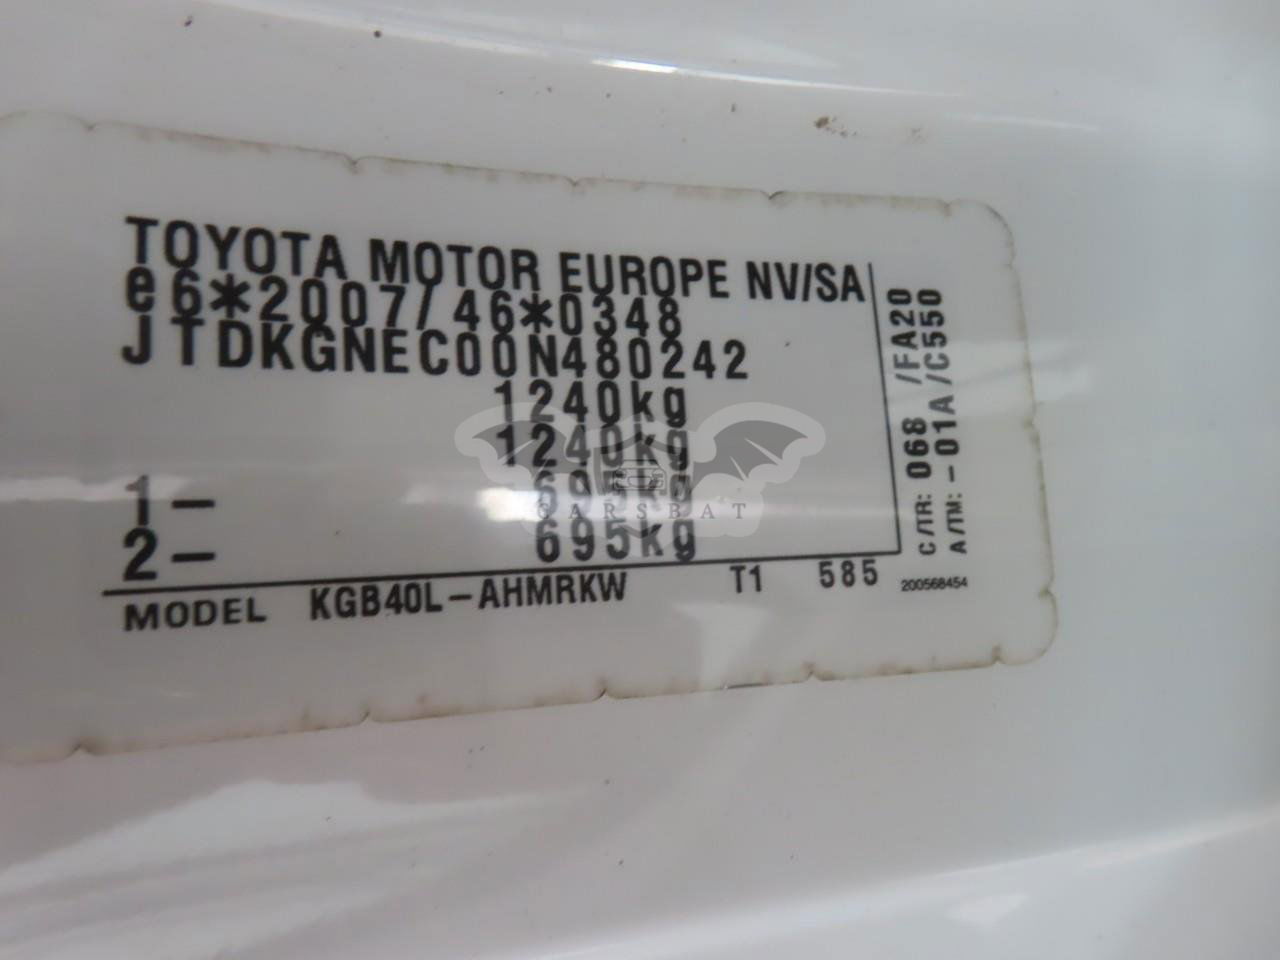 TOYOTA MOTOR EUROPE NV/SA
e6*2007/46*0348
JTDKGNEC00N480242
1240kg
1240kg
1- 695kg
2- 695kg
MODEL KGB40L-AHMRKW T1 585
C/TR: 068 /FA20
A/TM: -01A /C550
200568454
CARSBAT